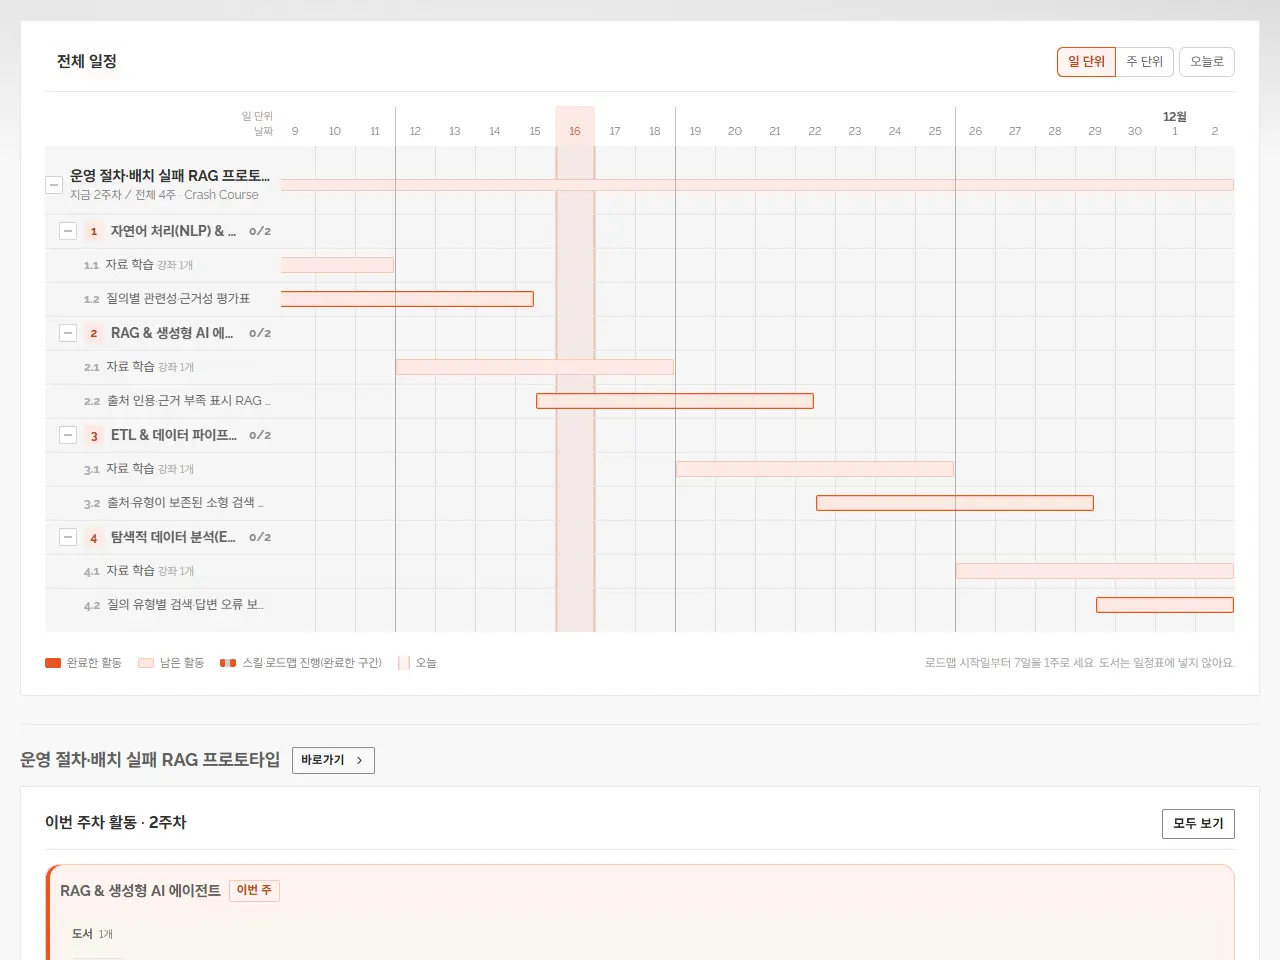 전체 일정
일 단위 주 단위 오늘로
일 단위 12월
날짜 9 10 11 12 13 14 15 16 17 18 19 20 21 22 23 24 25 26 27 28 29 30 1 2
운영 절차·배치 실패 RAG 프로토...
지금 2주차 / 전체 4주 · Crash Course
1 자연어 처리(NLP) & ... 0/2
1.1 자료 학습 강좌 1개
1.2 질의별 관련성·근거성 평가표
2 RAG & 생성형 AI 에... 0/2
2.1 자료 학습 강좌 1개
2.2 출처 인용·근거 부족 표시 RAG ...
3 ETL & 데이터 파이프... 0/2
3.1 자료 학습 강좌 1개
3.2 출처·유형이 보존된 소형 검색 ...
4 탐색적 데이터 분석(E... 0/2
4.1 자료 학습 강좌 1개
4.2 질의 유형별 검색·답변 오류 보...
완료한 활동 남은 활동 스킬·로드맵 진행(완료한 구간) 오늘 로드맵 시작일부터 7일을 1주로 세요. 도서는 일정표에 넣지 않아요.
운영 절차·배치 실패 RAG 프로토타입 바로가기
이번 주차 활동 · 2주차 모두 보기
RAG & 생성형 AI 에이전트 이번 주
도서 1개